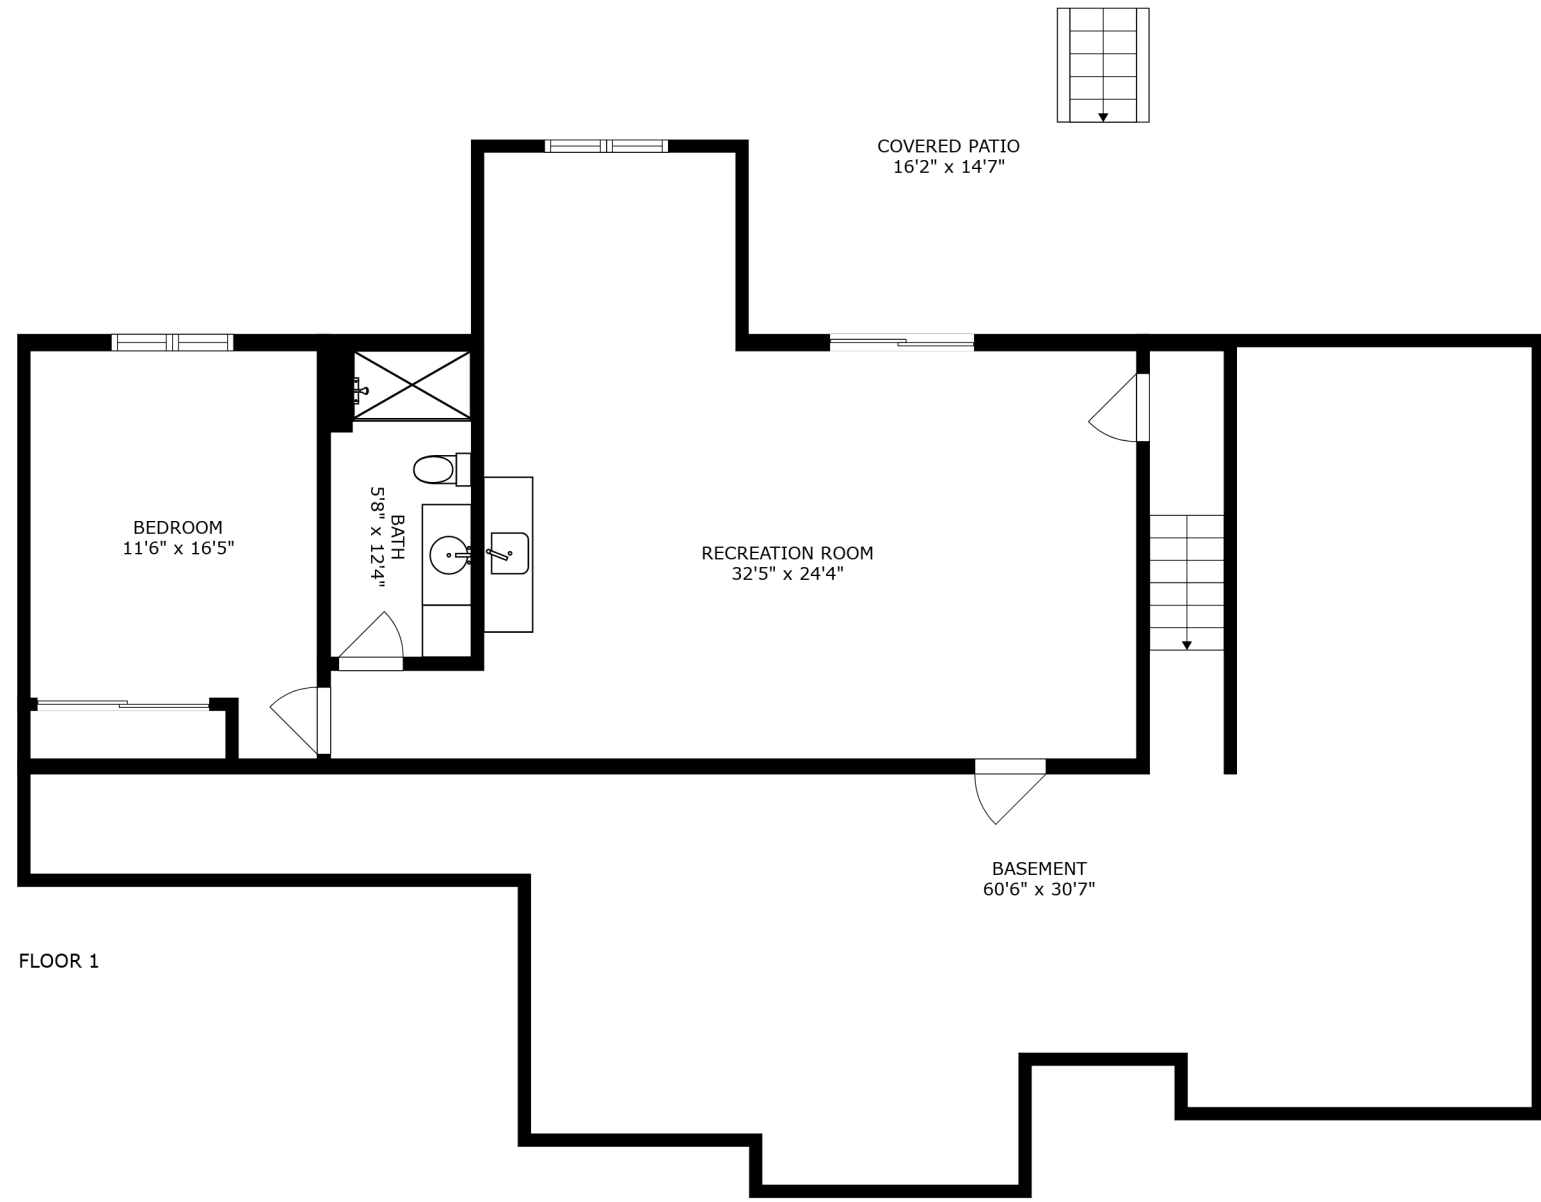 COVERED PATIO
16'2" x 14'7"
BEDROOM
11'6" x 16'5"
BATH
5'8" x 12'4"
RECREATION ROOM
32'5" x 24'4"
BASEMENT
60'6" x 30'7"
FLOOR 1